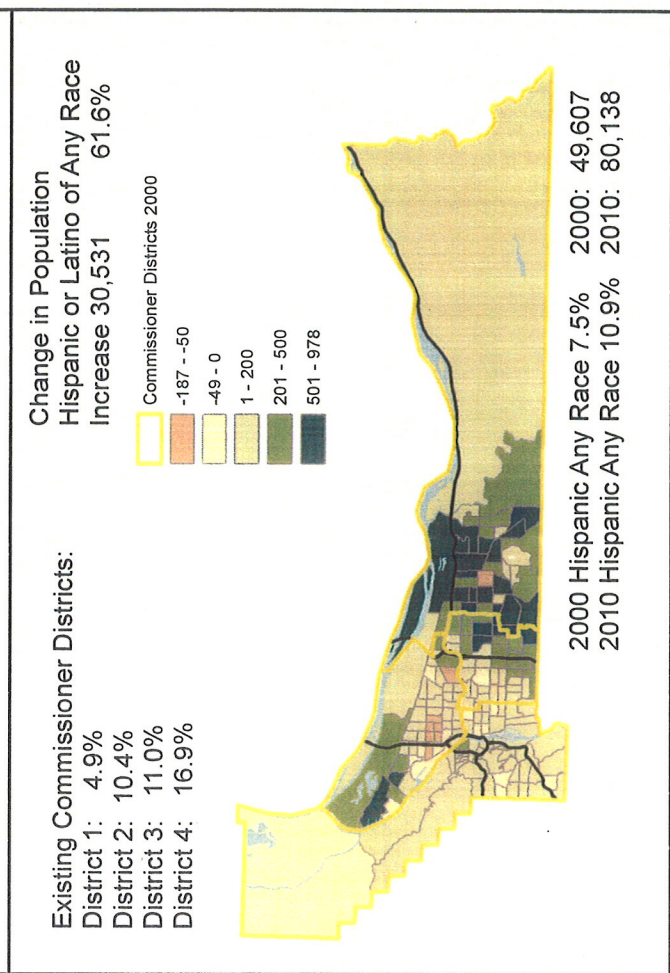 Existing Commissioner Districts:
District 1: 4.9%
District 2: 10.4%
District 3: 11.0%
District 4: 16.9%
Change in Population
Hispanic or Latino of Any Race
Increase 30,531 61.6%
Commissioner Districts 2000
-187 - -50
-49 - 0
1 - 200
201 - 500
501 - 978
2000 Hispanic Any Race 7.5% 2000: 49,607
2010 Hispanic Any Race 10.9% 2010: 80,138